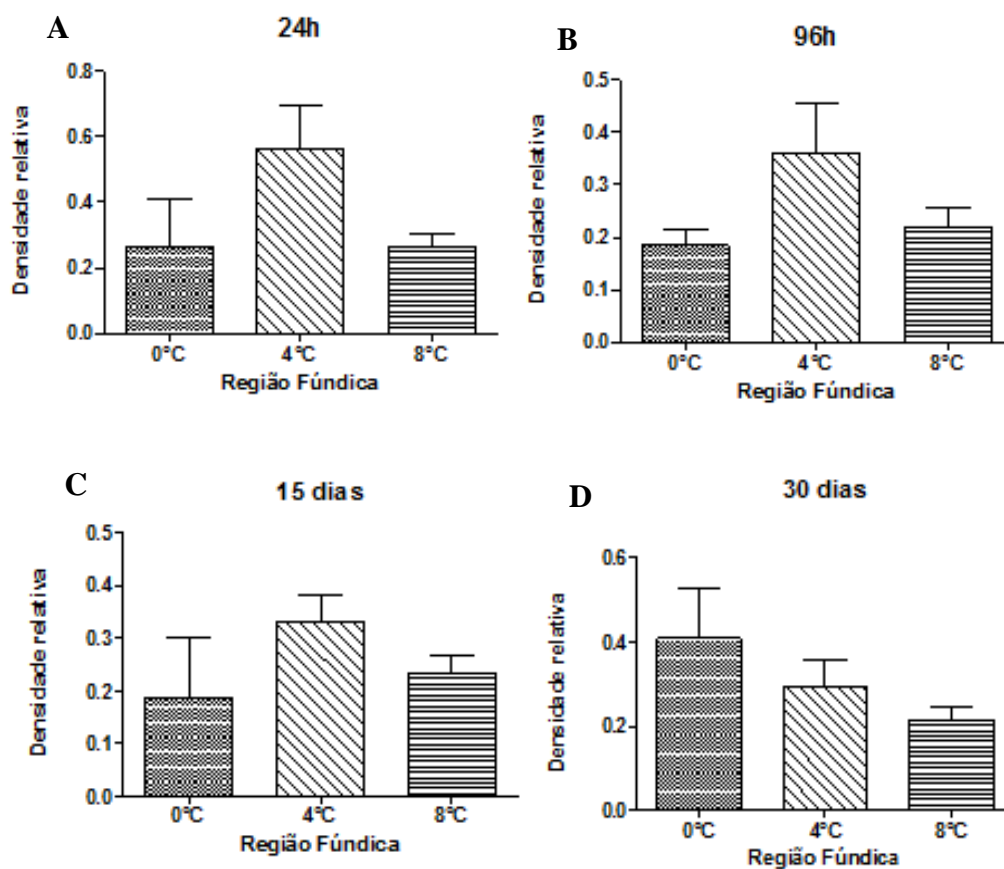 A
24h
Densidade relativa
0.8
0.6
0.4
0.2
0.0
0°C
4°C
8°C
Região Fúndica
B
96h
Densidade relativa
0.5
0.4
0.3
0.2
0.1
0.0
0°C
4°C
8°C
Região Fúndica
C
15 dias
Densidade relativa
0.5
0.4
0.3
0.2
0.1
0.0
0°C
4°C
8°C
Região Fúndica
D
30 dias
Densidade relativa
0.6
0.4
0.2
0.0
0°C
4°C
8°C
Região Fúndica